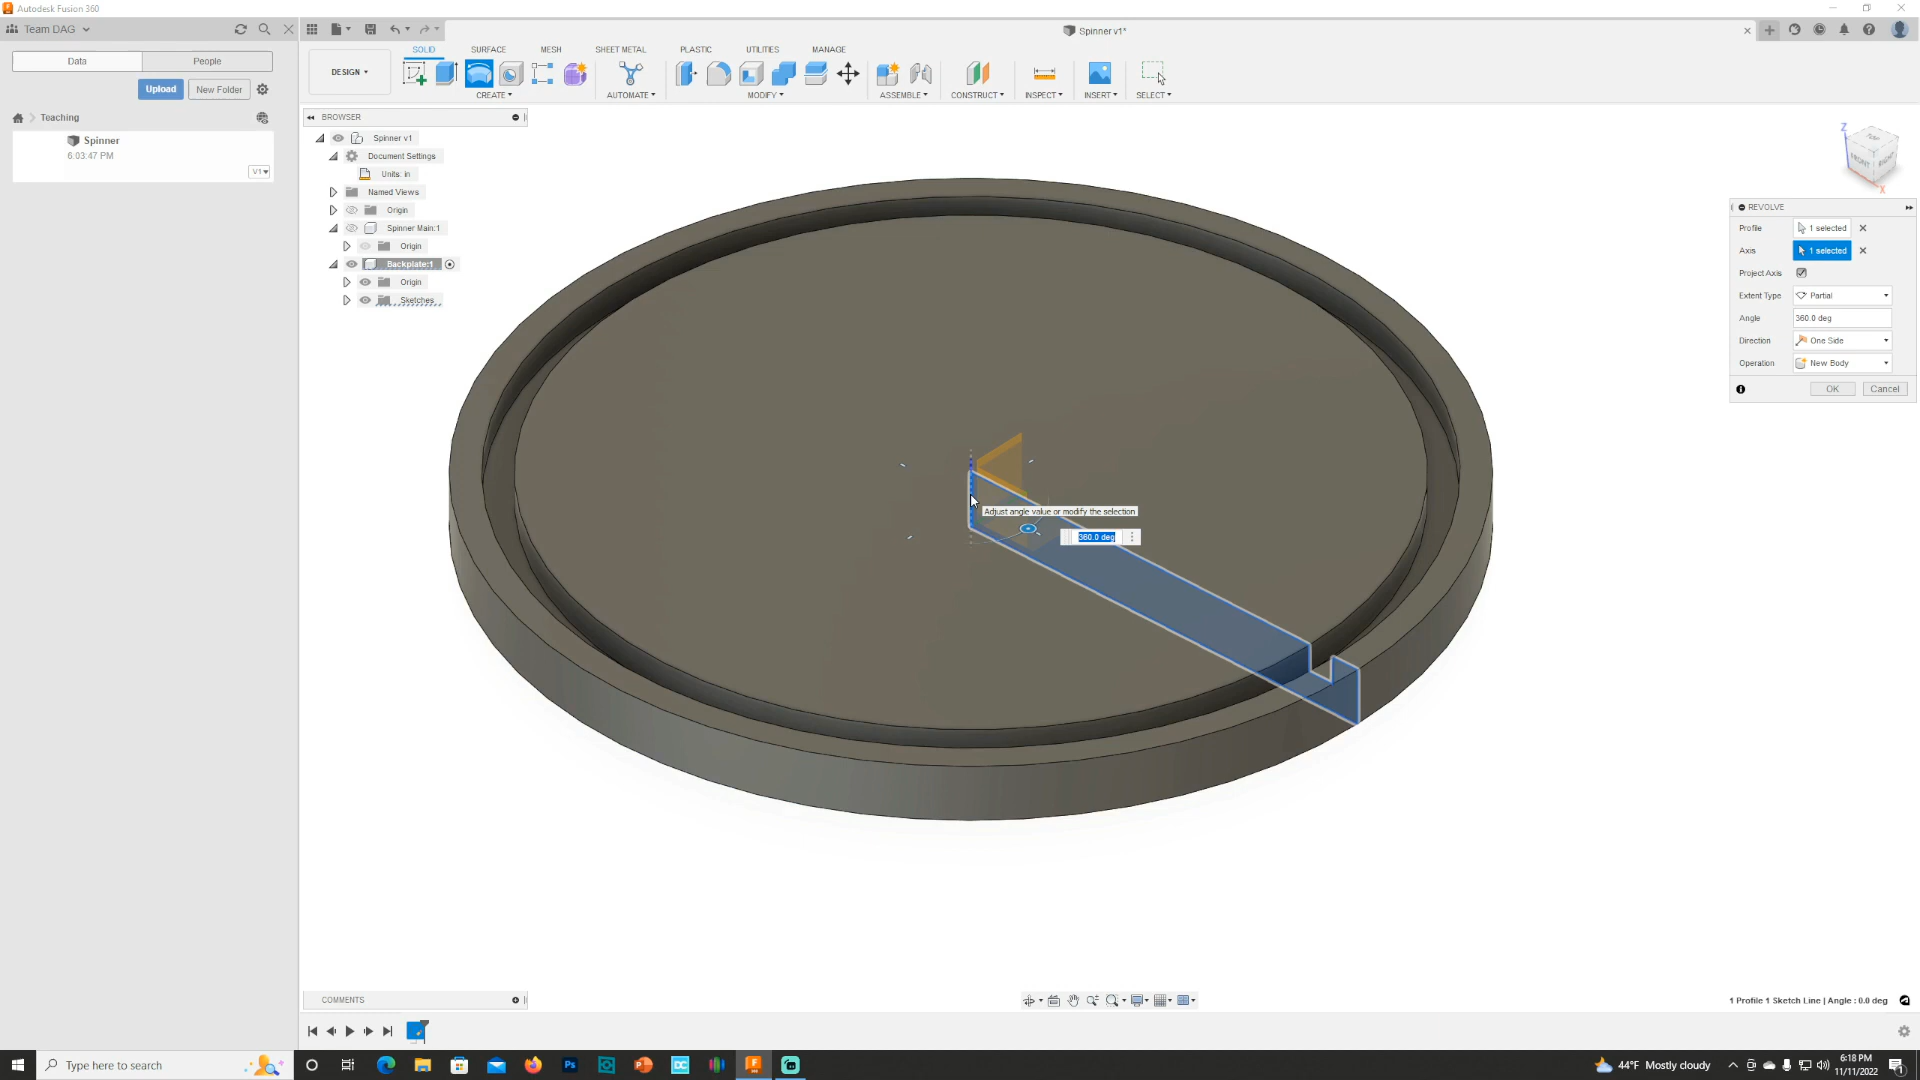 Autodesk Fusion 360
Team DAG
Spinner v1*
Data
People
Upload
New Folder
Teaching
Spinner
6:03:47 PM
V1
DESIGN
SOLID
SURFACE
MESH
SHEET METAL
PLASTIC
UTILITIES
MANAGE
CREATE
AUTOMATE
MODIFY
ASSEMBLE
CONSTRUCT
INSPECT
INSERT
SELECT
BROWSER
Spinner v1
Document Settings
Units: in
Named Views
Origin
Spinner Main:1
Origin
Backplate:1
Origin
Sketches
Z
TOP
FRONT
RIGHT
X
REVOLVE
Profile
1 selected
Axis
1 selected
Project Axis
Extent Type
Partial
Angle
360.0 deg
Direction
One Side
Operation
New Body
OK
Cancel
Adjust angle value or modify the selection
360.0 deg
COMMENTS
1 Profile 1 Sketch Line | Angle : 0.0 deg
Type here to search
44°F Mostly cloudy
6:18 PM
11/11/2022